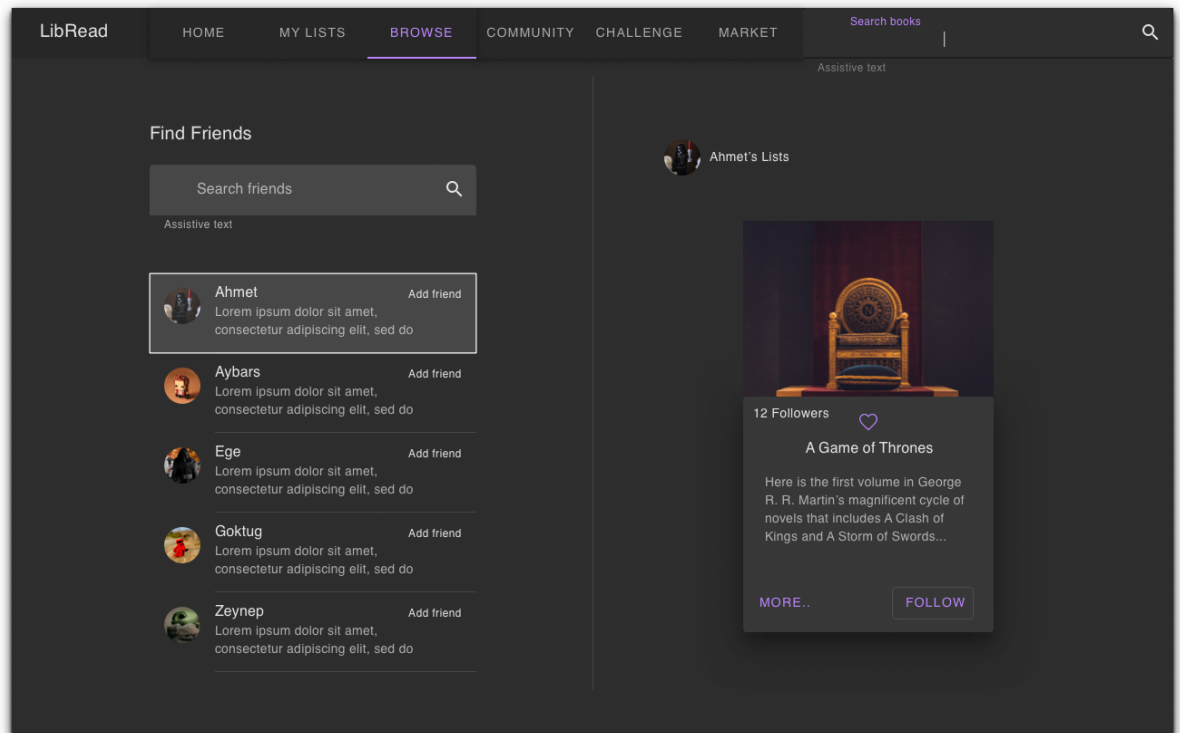 LibRead
HOME
MY LISTS
BROWSE
COMMUNITY
CHALLENGE
MARKET
Search books
Assistive text
Find Friends
Search friends
Assistive text
Ahmet
Add friend
Lorem ipsum dolor sit amet,
consectetur adipiscing elit, sed do
Aybars
Add friend
Lorem ipsum dolor sit amet,
consectetur adipiscing elit, sed do
Ege
Add friend
Lorem ipsum dolor sit amet,
consectetur adipiscing elit, sed do
Goktug
Add friend
Lorem ipsum dolor sit amet,
consectetur adipiscing elit, sed do
Zeynep
Add friend
Lorem ipsum dolor sit amet,
consectetur adipiscing elit, sed do
Ahmet’s Lists
12 Followers
A Game of Thrones
Here is the first volume in George
R. R. Martin’s magnificent cycle of
novels that includes A Clash of
Kings and A Storm of Swords...
MORE..
FOLLOW